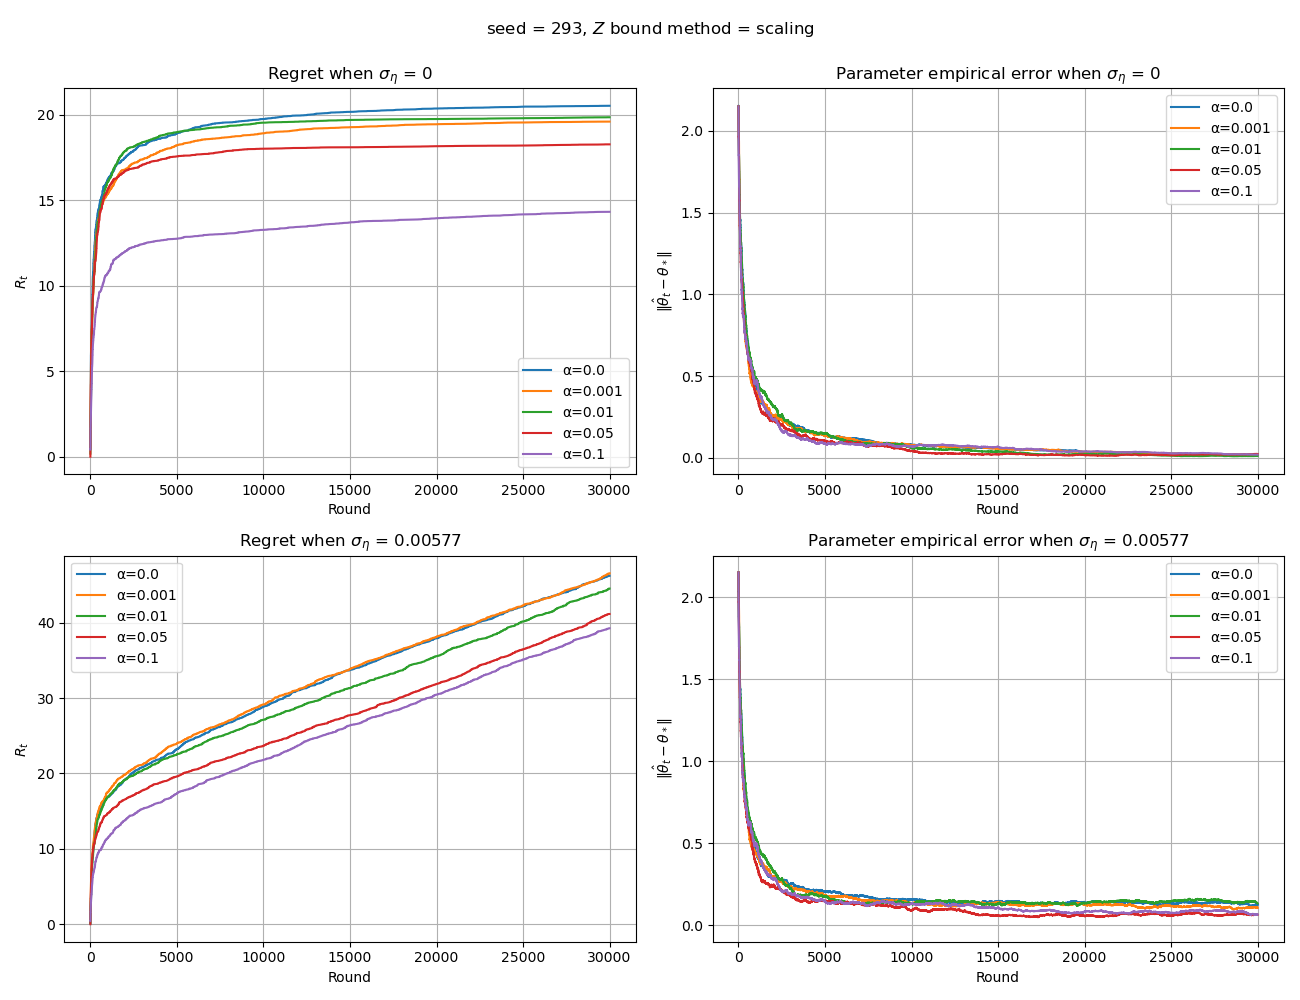 seed = 293, Z bound method = scaling
Regret when σ_η = 0
R_t
20
15
10
5
0
α=0.0
α=0.001
α=0.01
α=0.05
α=0.1
0 5000 10000 15000 20000 25000 30000
Round
Parameter empirical error when σ_η = 0
‖θ̂_t − θ_*‖
2.0
1.5
1.0
0.5
0.0
α=0.0
α=0.001
α=0.01
α=0.05
α=0.1
0 5000 10000 15000 20000 25000 30000
Round
Regret when σ_η = 0.00577
R_t
40
30
20
10
0
α=0.0
α=0.001
α=0.01
α=0.05
α=0.1
0 5000 10000 15000 20000 25000 30000
Round
Parameter empirical error when σ_η = 0.00577
‖θ̂_t − θ_*‖
2.0
1.5
1.0
0.5
0.0
α=0.0
α=0.001
α=0.01
α=0.05
α=0.1
0 5000 10000 15000 20000 25000 30000
Round